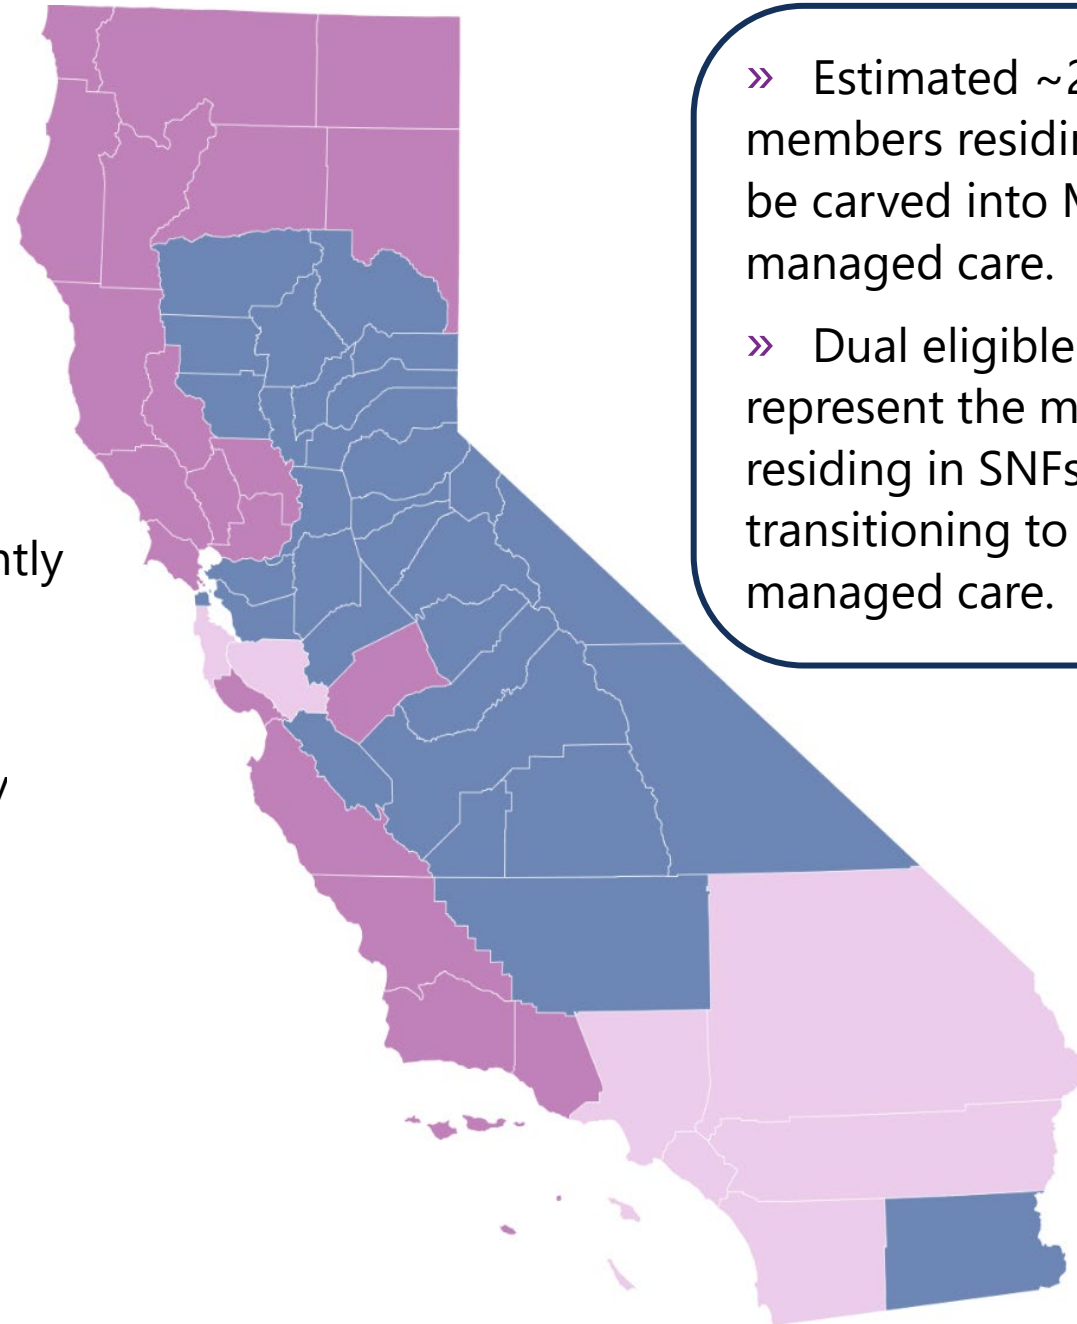 » Estimated ~2
members residin
be carved into M
managed care.
» Dual eligible
represent the m
residing in SNFs
transitioning to
managed care.
ntly